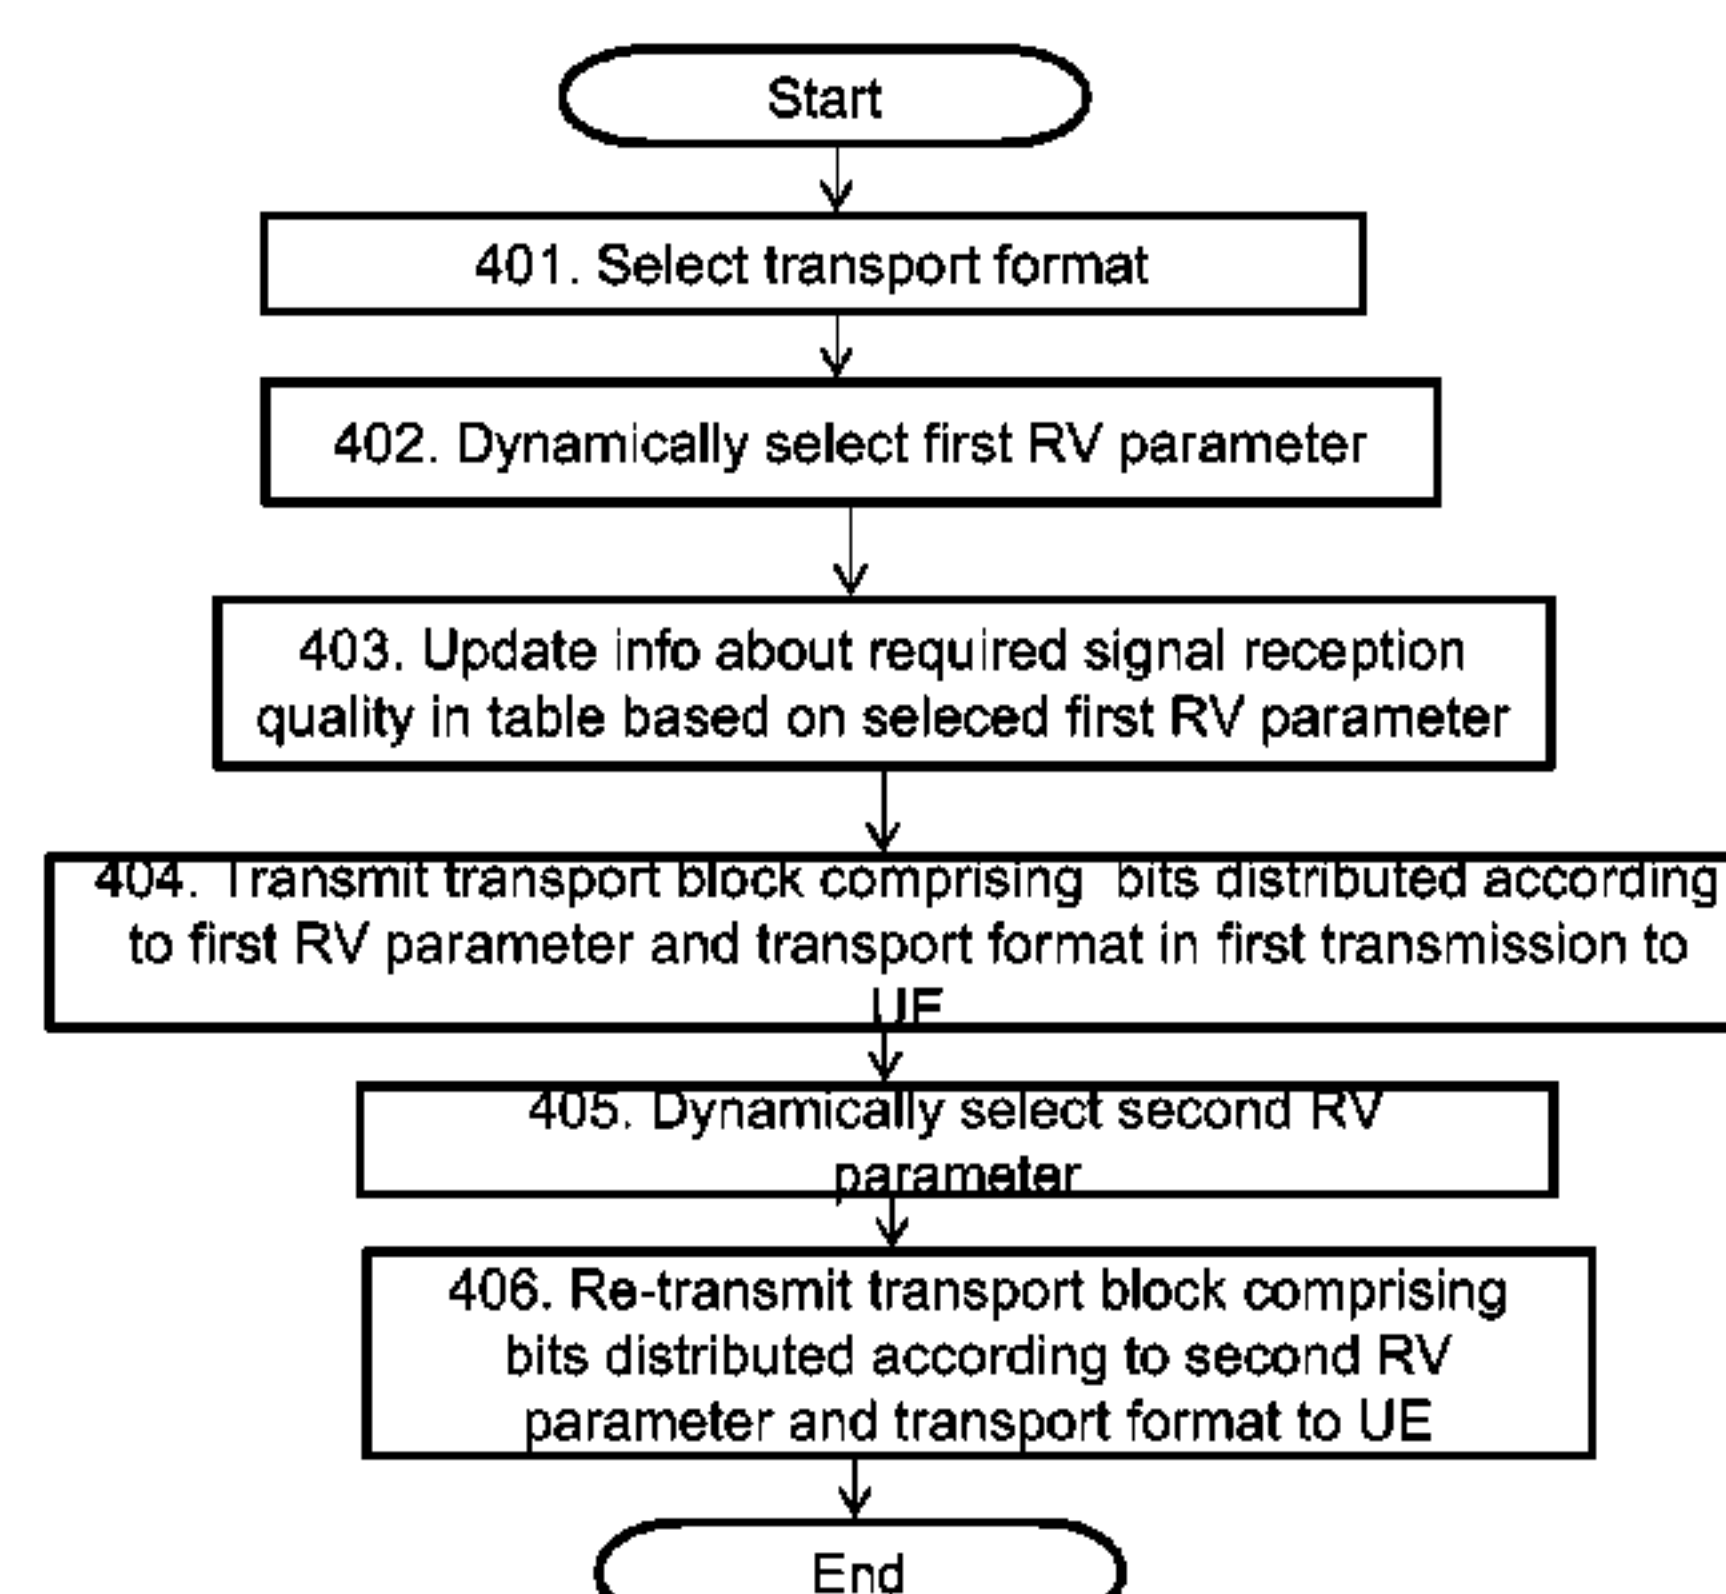 Start
401. Select transport format
402. Dynamically select first RV parameter
403. Update info about required signal reception
quality in table based on seleced first RV parameter
404. Transmit transport block comprising bits distributed according
to first RV parameter and transport format in first transmission to
UE
405. Dynamically select second RV
parameter
406. Re-transmit transport block comprising
bits distributed according to second RV
parameter and transport format to UE
End